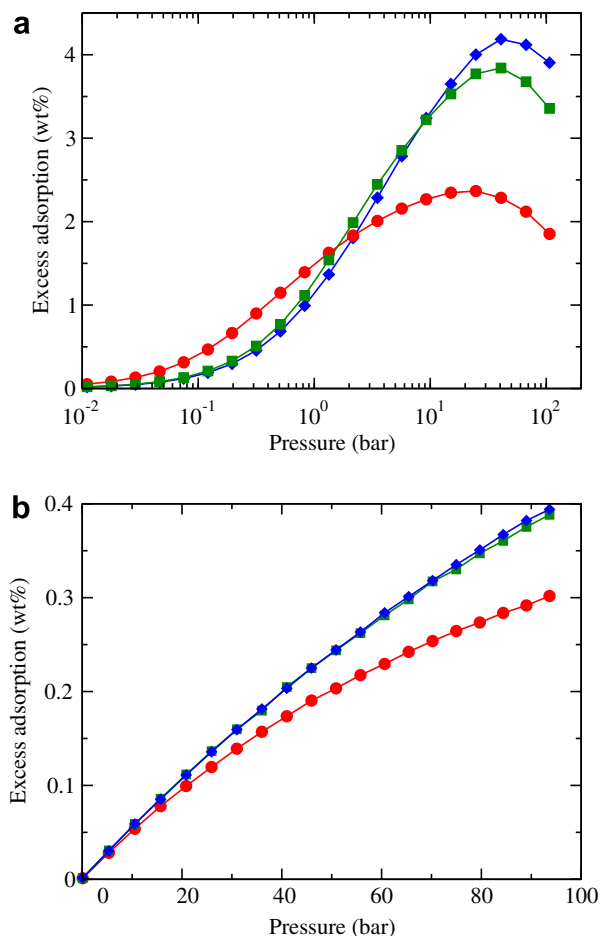 a
Excess adsorption (wt%)
4
3
2
1
0
10-2 10-1 100 101 102
Pressure (bar)
b
Excess adsorption (wt%)
0.4
0.3
0.2
0.1
0
0 20 40 60 80 100
Pressure (bar)